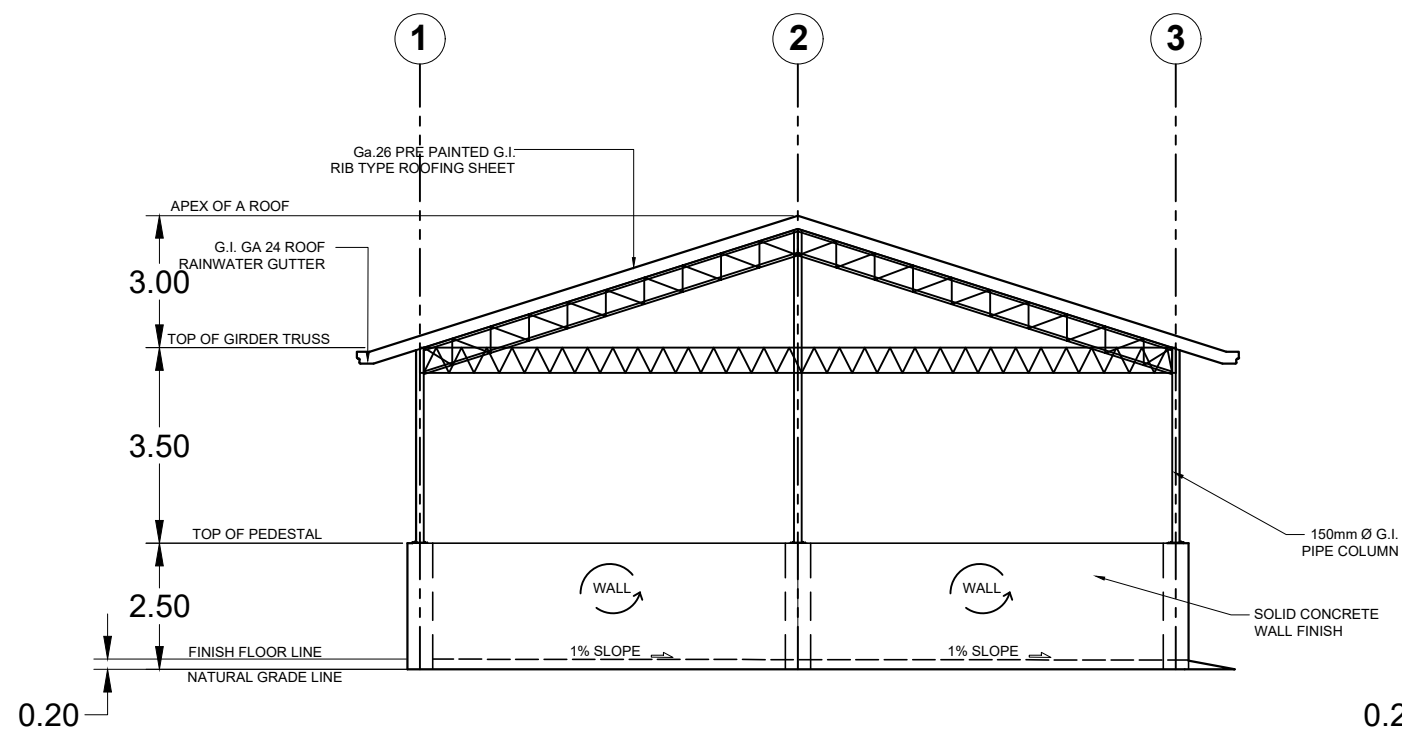 1
2
3
Ga.26 PRE PAINTED G.I.
RIB TYPE ROOFING SHEET
APEX OF A ROOF
G.I. GA 24 ROOF
RAINWATER GUTTER
3.00
TOP OF GIRDER TRUSS
3.50
TOP OF PEDESTAL
150mm Ø G.I.
PIPE COLUMN
WALL
WALL
2.50
SOLID CONCRETE
WALL FINISH
FINISH FLOOR LINE
1% SLOPE
1% SLOPE
NATURAL GRADE LINE
0.20
0.2